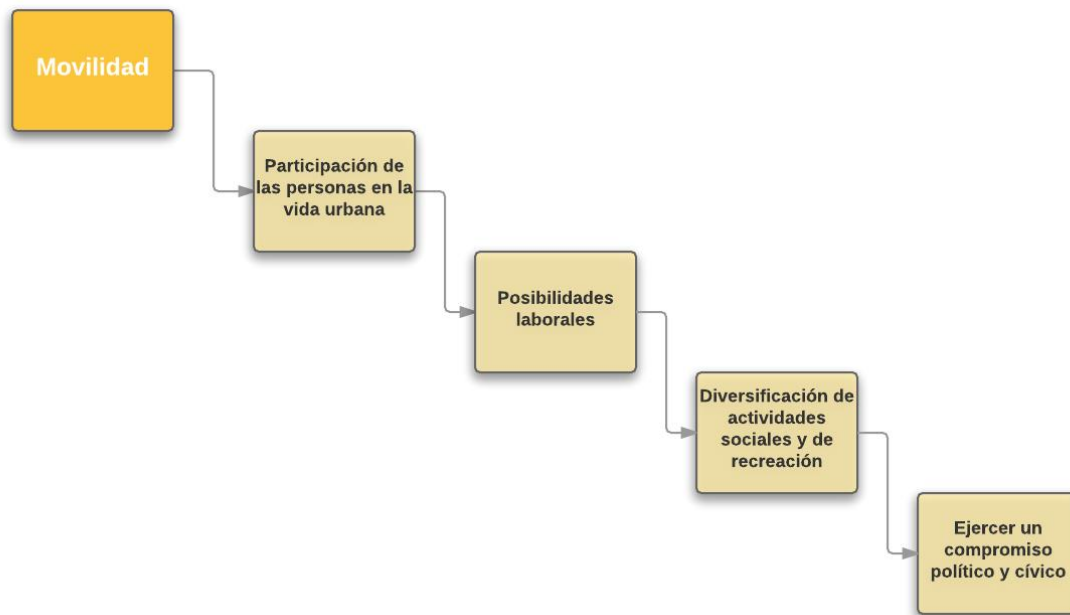 Movilidad
Participación de
las personas en la
vida urbana
Posibilidades
laborales
Diversificación de
actividades
sociales y de
recreación
Ejercer un
compromiso
político y cívico